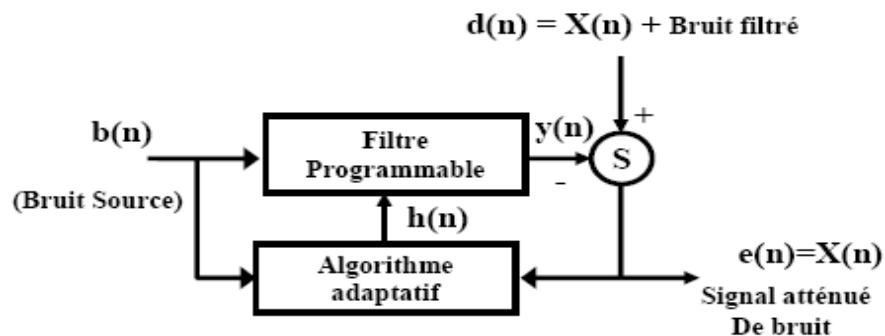 d(n) = X(n) + Bruit filtré
+
b(n)
Filtre
Programmable
y(n)
S
-
(Bruit Source)
h(n)
Algorithme
adaptatif
e(n)=X(n)
Signal atténué
De bruit